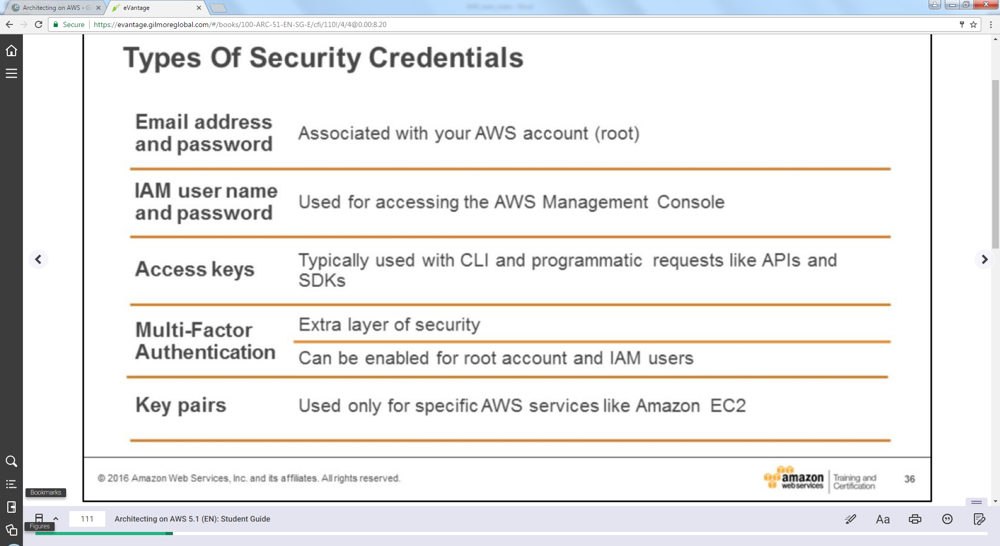 Architecting on AWS - G
eVantage
Secure
https://evantage.gilmoreglobal.com/#/books/100-ARC-51-EN-SG-E/cfi/110!/4/4@0.00:8.20
Types Of Security Credentials
Email address
and password
Associated with your AWS account (root)
IAM user name
and password
Used for accessing the AWS Management Console
Access keys
Typically used with CLI and programmatic requests like APIs and
SDKs
Multi-Factor
Authentication
Extra layer of security
Can be enabled for root account and IAM users
Key pairs
Used only for specific AWS services like Amazon EC2
© 2016 Amazon Web Services, Inc. and its affiliates. All rights reserved.
amazon
webservices
Training and
Certification
36
Bookmarks
Figures
111
Architecting on AWS 5.1 (EN): Student Guide
Aa